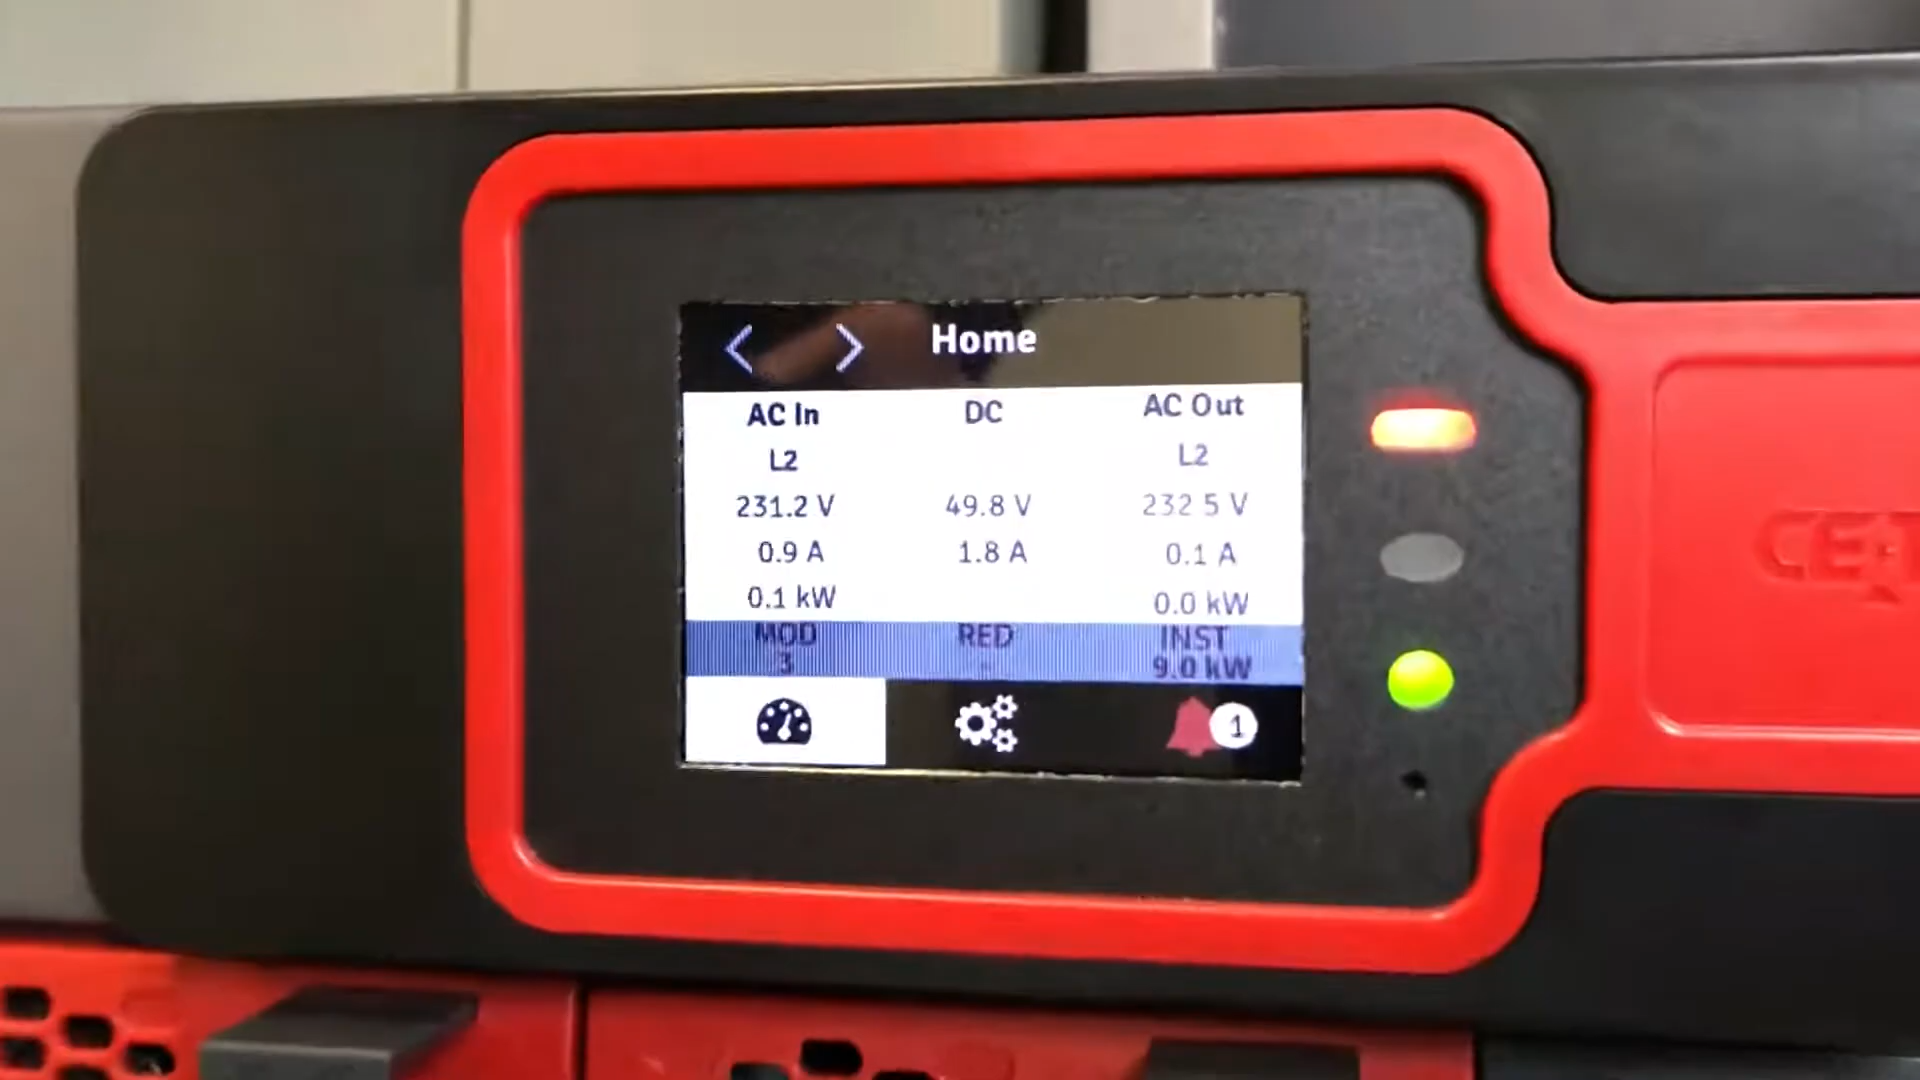 Home
AC In DC AC Out
L2 L2
231.2 V 49.8 V 232 5 V
0.9 A 1.8 A 0.1 A
0.1 kW 0.0 kW
MOD RED INST
3 - 9.0 kW
1